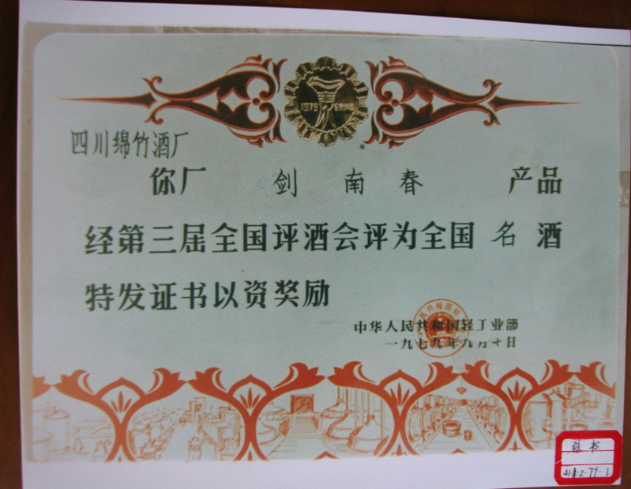 1979
四川绵竹酒厂
你厂 剑南春 产品
经第三届全国评酒会评为全国名酒
特发证书以资奖励
中华人民共和国轻工业部
一九七九年九月十日